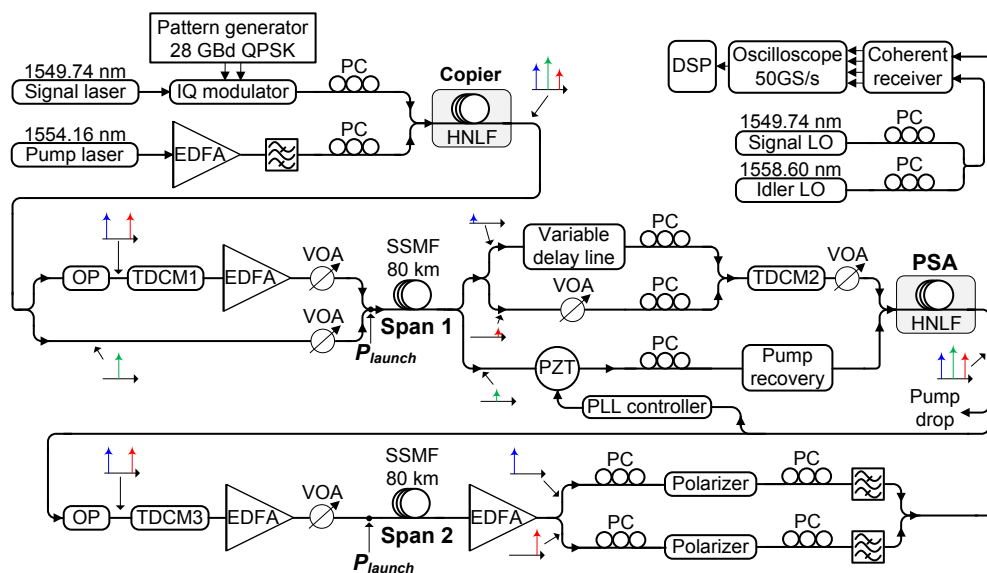 Pattern generator
28 GBd QPSK
1549.74 nm
Signal laser
IQ modulator
PC
Copier
HNLF
1554.16 nm
Pump laser
EDFA
PC
DSP
Oscilloscope
50GS/s
Coherent
receiver
1549.74 nm
Signal LO
PC
1558.60 nm
Idler LO
PC
OP
TDCM1
EDFA
VOA
SSMF
80 km
Span 1
VOA
Plaunch
Variable
delay line
PC
VOA
PC
TDCM2
VOA
PSA
HNLF
PZT
PC
Pump
recovery
PLL controller
Pump
drop
OP
TDCM3
EDFA
VOA
SSMF
80 km
Span 2
Plaunch
EDFA
PC
Polarizer
PC
PC
Polarizer
PC